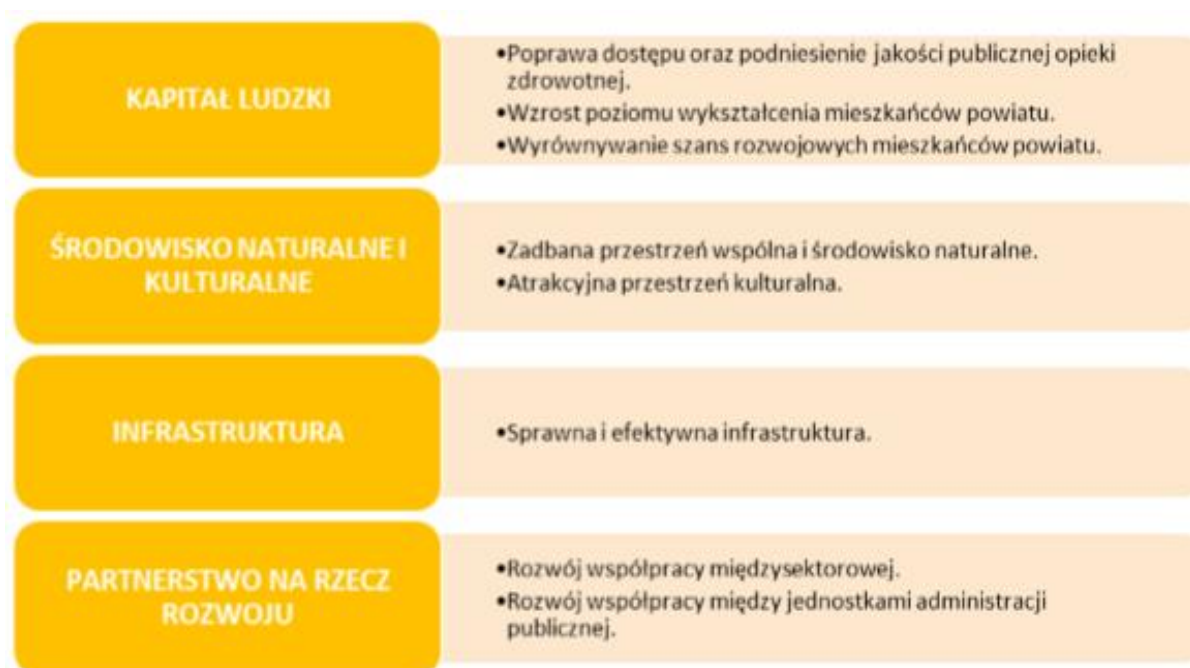 KAPITAŁ LUDZKI
•Poprawa dostępu oraz podniesienie jakości publicznej opieki
zdrowotnej.
•Wzrost poziomu wykształcenia mieszkańców powiatu.
•Wyrównywanie szans rozwojowych mieszkańców powiatu.
ŚRODOWISKO NATURALNE I
KULTURALNE
•Zadbana przestrzeń wspólna i środowisko naturalne.
•Atrakcyjna przestrzeń kulturalna.
INFRASTRUKTURA
•Sprawna i efektywna infrastruktura.
PARTNERSTWO NA RZECZ
ROZWOJU
•Rozwój współpracy międzysektorowej.
•Rozwój współpracy między jednostkami administracji
publicznej.